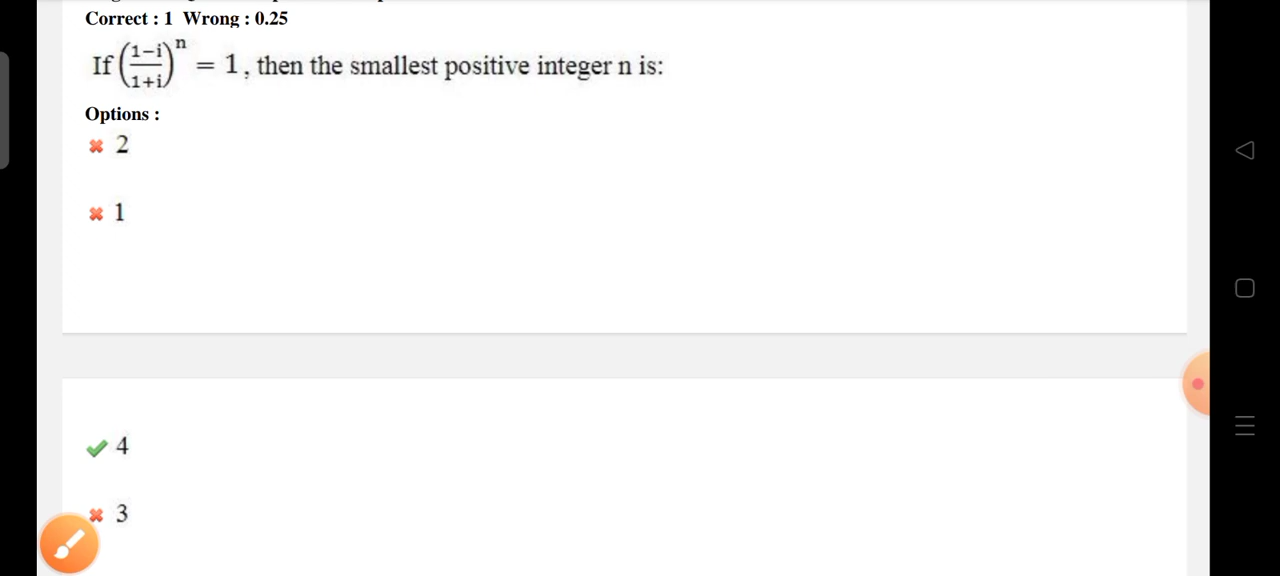 Correct : 1 Wrong : 0.25
If (1−i/1+i)ⁿ = 1, then the smallest positive integer n is:
Options :
2
1
4
3